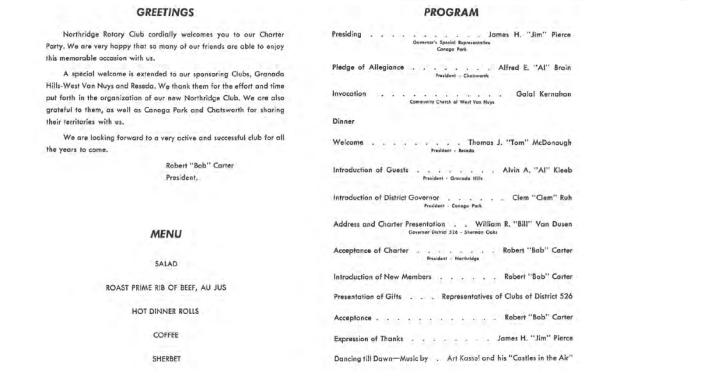 GREETINGS
Northridge Rotary Club cordially welcomes you to our Charter
Party. We are very happy that so many of our friends are able to enjoy
this memorable occasion with us.
A special welcome is extended to our sponsoring Clubs, Granada
Hills-West Van Nuys and Reseda. We thank them for the effort and time
put forth in the organization of our new Northridge Club. We are also
grateful to them, as well as Canoga Park and Chatsworth for sharing
their territories with us.
We are looking forward to a very active and successful club for all
the years to come.
Robert "Bob" Carter
President.
MENU
SALAD
ROAST PRIME RIB OF BEEF, AU JUS
HOT DINNER ROLLS
COFFEE
SHERBET
PROGRAM
Presiding . . . . . . . . . . . James H. "Jim" Pierce
Governor's Special Representative
Canoga Park
Pledge of Allegiance . . . . . . . . Alfred E. "Al" Brain
President - Chatsworth
Invocation . . . . . . . . . . . Galal Kernahan
Community Church of West Van Nuys
Dinner
Welcome . . . . . . . . . Thomas J. "Tom" McDonough
President - Reseda
Introduction of Guests . . . . . . . Alvin A. "Al" Kleeb
President - Granada Hills
Introduction of District Governor . . . . . Clem "Clem" Ruh
President - Canoga Park
Address and Charter Presentation . . William R. "Bill" Van Dusen
Governor District 526 - Sherman Oaks
Acceptance of Charter . . . . . . . Robert "Bob" Carter
President - Northridge
Introduction of New Members . . . . . . Robert "Bob" Carter
Presentation of Gifts . . . Representatives of Clubs of District 526
Acceptance . . . . . . . . . . . Robert "Bob" Carter
Expression of Thanks . . . . . . . James H. "Jim" Pierce
Dancing till Dawn—Music by . Art Kassel and his "Castles in the Air"